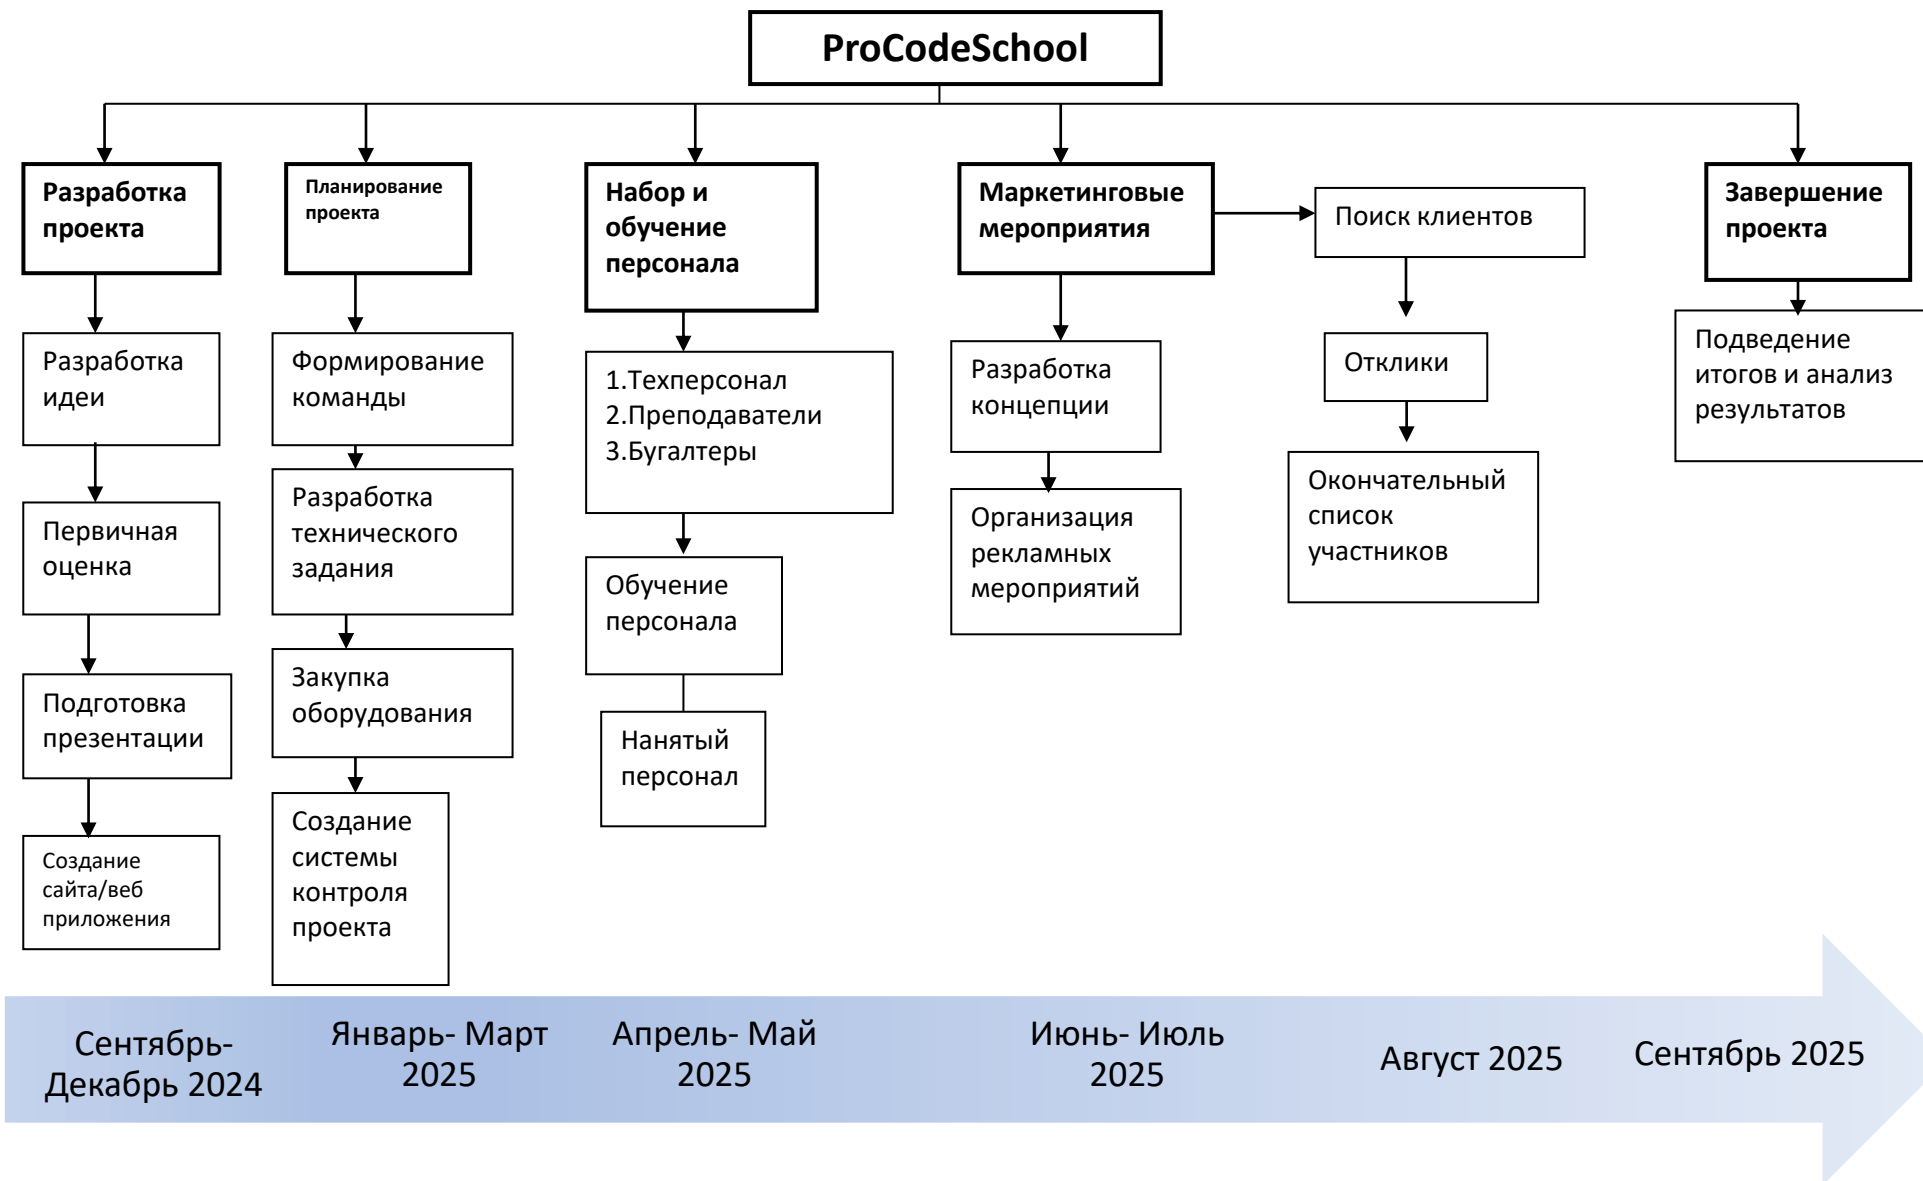 ProCodeSchool
Разработка
проекта
Разработка
идеи
Первичная
оценка
Подготовка
презентации
Создание
сайта/веб
приложения
Планирование
проекта
Формирование
команды
Разработка
технического
задания
Закупка
оборудования
Создание
системы
контроля
проекта
Набор и
обучение
персонала
1.Техперсонал
2.Преподаватели
3.Бугалтеры
Обучение
персонала
Нанятый
персонал
Маркетинговые
мероприятия
Разработка
концепции
Организация
рекламных
мероприятий
Поиск клиентов
Отклики
Окончательный
список
участников
Завершение
проекта
Подведение
итогов и анализ
результатов
Сентябрь-
Декабрь 2024
Январь- Март
2025
Апрель- Май
2025
Июнь- Июль
2025
Август 2025
Сентябрь 2025